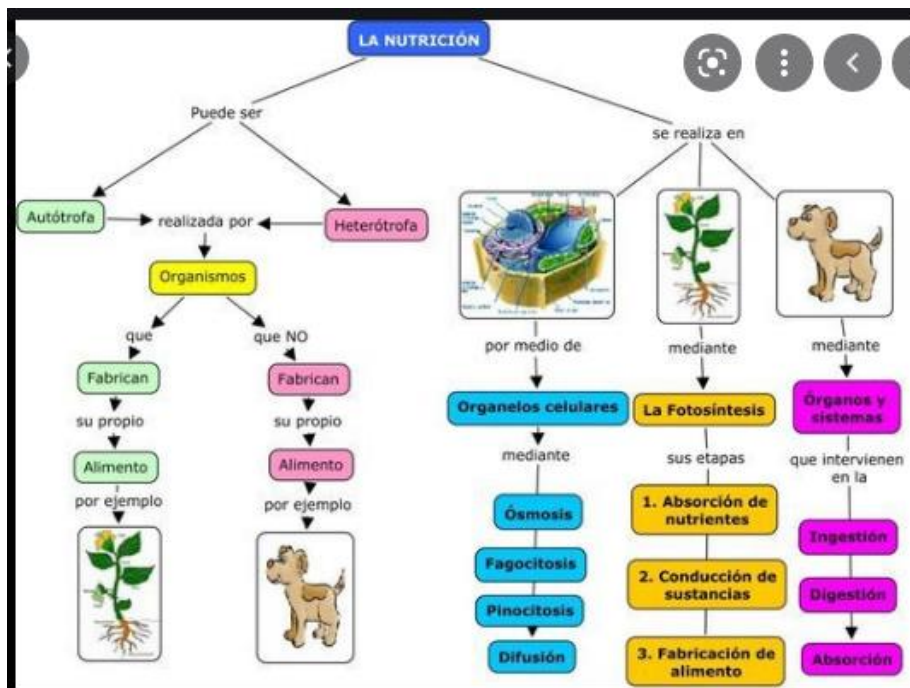 LA NUTRICIÓN
Puede ser
se realiza en
Autótrofa
realizada por
Heterótrofa
Organismos
que
que NO
Fabrican
Fabrican
su propio
su propio
Alimento
Alimento
por ejemplo
por ejemplo
por medio de
mediante
mediante
Organelos celulares
La Fotosíntesis
Órganos y
sistemas
mediante
sus etapas
que intervienen
en la
Ósmosis
Fagocitosis
Pinocitosis
Difusión
1. Absorción de
nutrientes
2. Conducción de
sustancias
3. Fabricación de
alimento
Ingestión
Digestión
Absorción